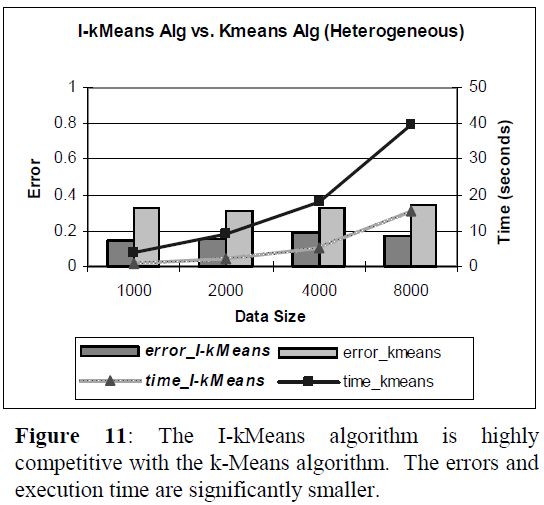 I-kMeans Alg vs. Kmeans Alg (Heterogeneous)
1
0.8
0.6
0.4
0.2
0
Error
50
40
30
20
10
0
Time (seconds)
1000 2000 4000 8000
Data Size
error_I-kMeans error_kmeans
time_I-kMeans time_kmeans
Figure 11: The I-kMeans algorithm is highly
competitive with the k-Means algorithm. The errors and
execution time are significantly smaller.